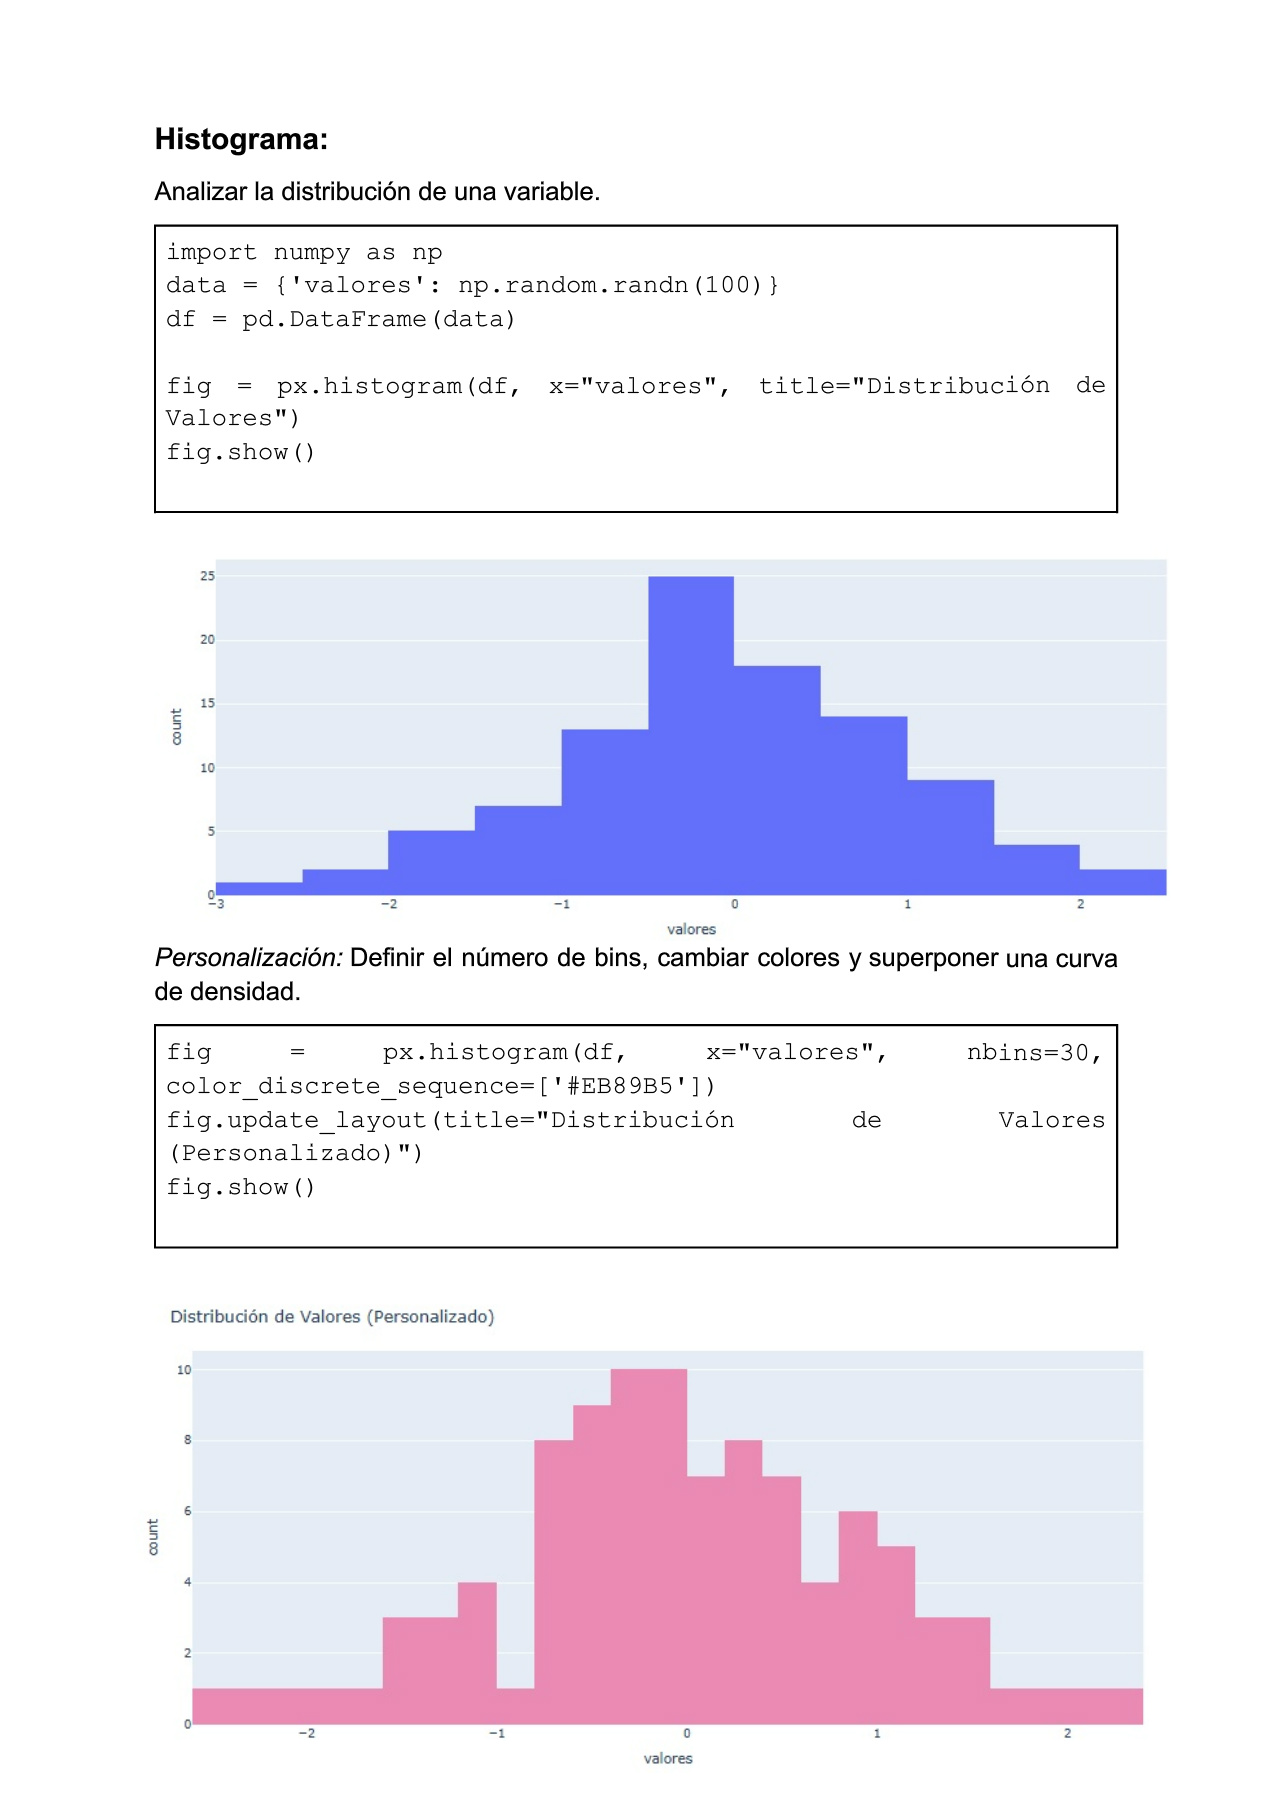 Histograma:
Analizar la distribución de una variable.
import numpy as np
data = {'valores': np.random.randn(100)}
df = pd.DataFrame(data)
fig = px.histogram(df, x="valores", title="Distribución de
Valores")
fig.show()
25
20
15
10
5
0
count
−3
−2
−1
0
1
2
valores
Personalización: Definir el número de bins, cambiar colores y superponer una curva
de densidad.
fig = px.histogram(df, x="valores", nbins=30,
color_discrete_sequence=['#EB89B5'])
fig.update_layout(title="Distribución de Valores
(Personalizado)")
fig.show()
Distribución de Valores (Personalizado)
10
8
6
4
2
0
count
−2
−1
0
1
2
valores